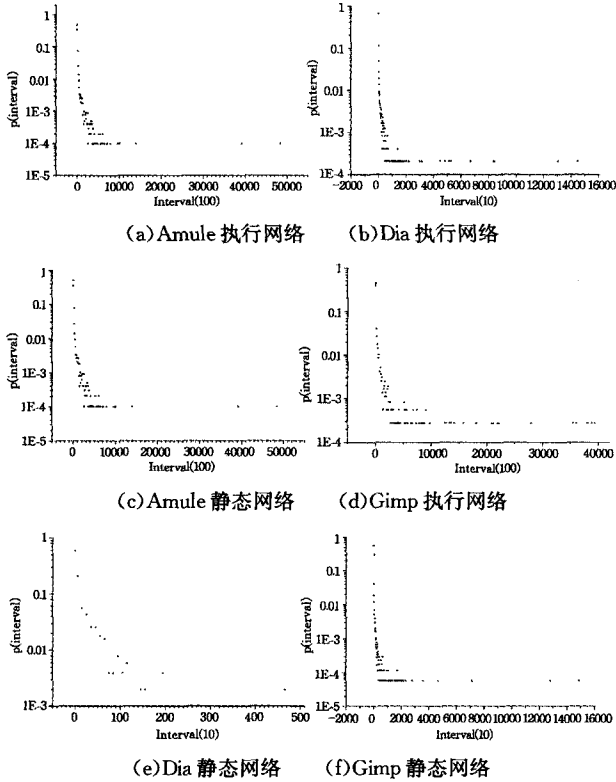 1
0.1
0.01
1E-3
1E-4
1E-5
p(interval)
0 10000 20000 30000 40000 50000
Interval(100)
1
0.1
0.01
1E-3
1E-4
p(interval)
-2000 0 2000 4000 6000 8000 10000 12000 14000 16000
Interval(10)
(a)Amule 执行网络
(b)Dia 执行网络
1
0.1
0.01
1E-3
1E-4
1E-5
p(interval)
0 10000 20000 30000 40000 50000
Interval(100)
1
0.1
0.01
1E-3
1E-4
p(interval)
0 10000 20000 30000 40000
Interval(100)
(c)Amule 静态网络
(d)Gimp 执行网络
1
0.1
0.01
1E-3
p(interval)
0 100 200 300 400 500
Interval(10)
1
0.1
0.01
1E-3
1E-4
1E-5
p(interval)
-2000 0 2000 4000 6000 8000 10000 12000 14000 16000
Interval(10)
(e)Dia 静态网络
(f)Gimp 静态网络